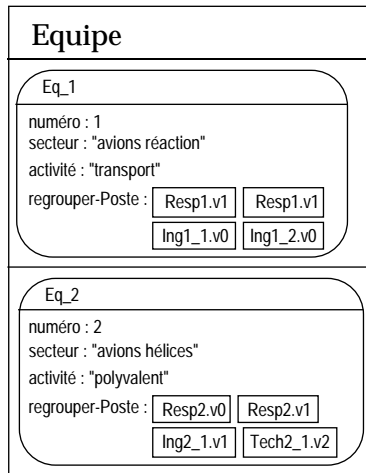 Equipe
Eq_1
numéro : 1
secteur : "avions réaction"
activité : "transport"
regrouper-Poste : Resp1.v1 Resp1.v1
Ing1_1.v0 Ing1_2.v0
Eq_2
numéro : 2
secteur : "avions hélices"
activité : "polyvalent"
regrouper-Poste : Resp2.v0 Resp2.v1
Ing2_1.v1 Tech2_1.v2